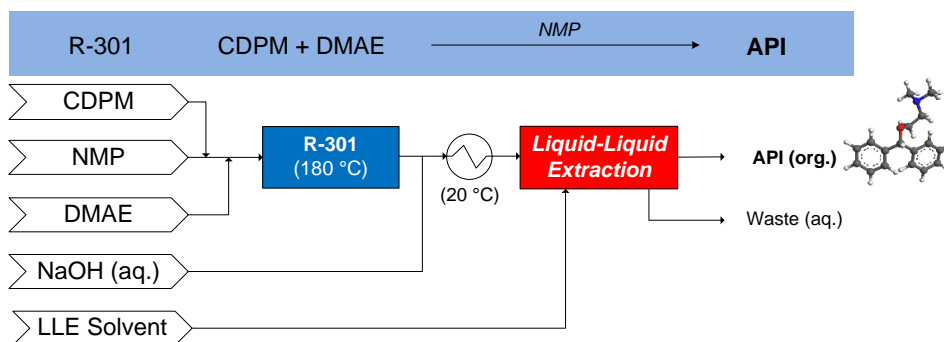 R-301 CDPM + DMAE NMP API
CDPM
NMP
DMAE
NaOH (aq.)
LLE Solvent
R-301
(180 °C)
(20 °C)
Liquid-Liquid
Extraction
API (org.)
Waste (aq.)